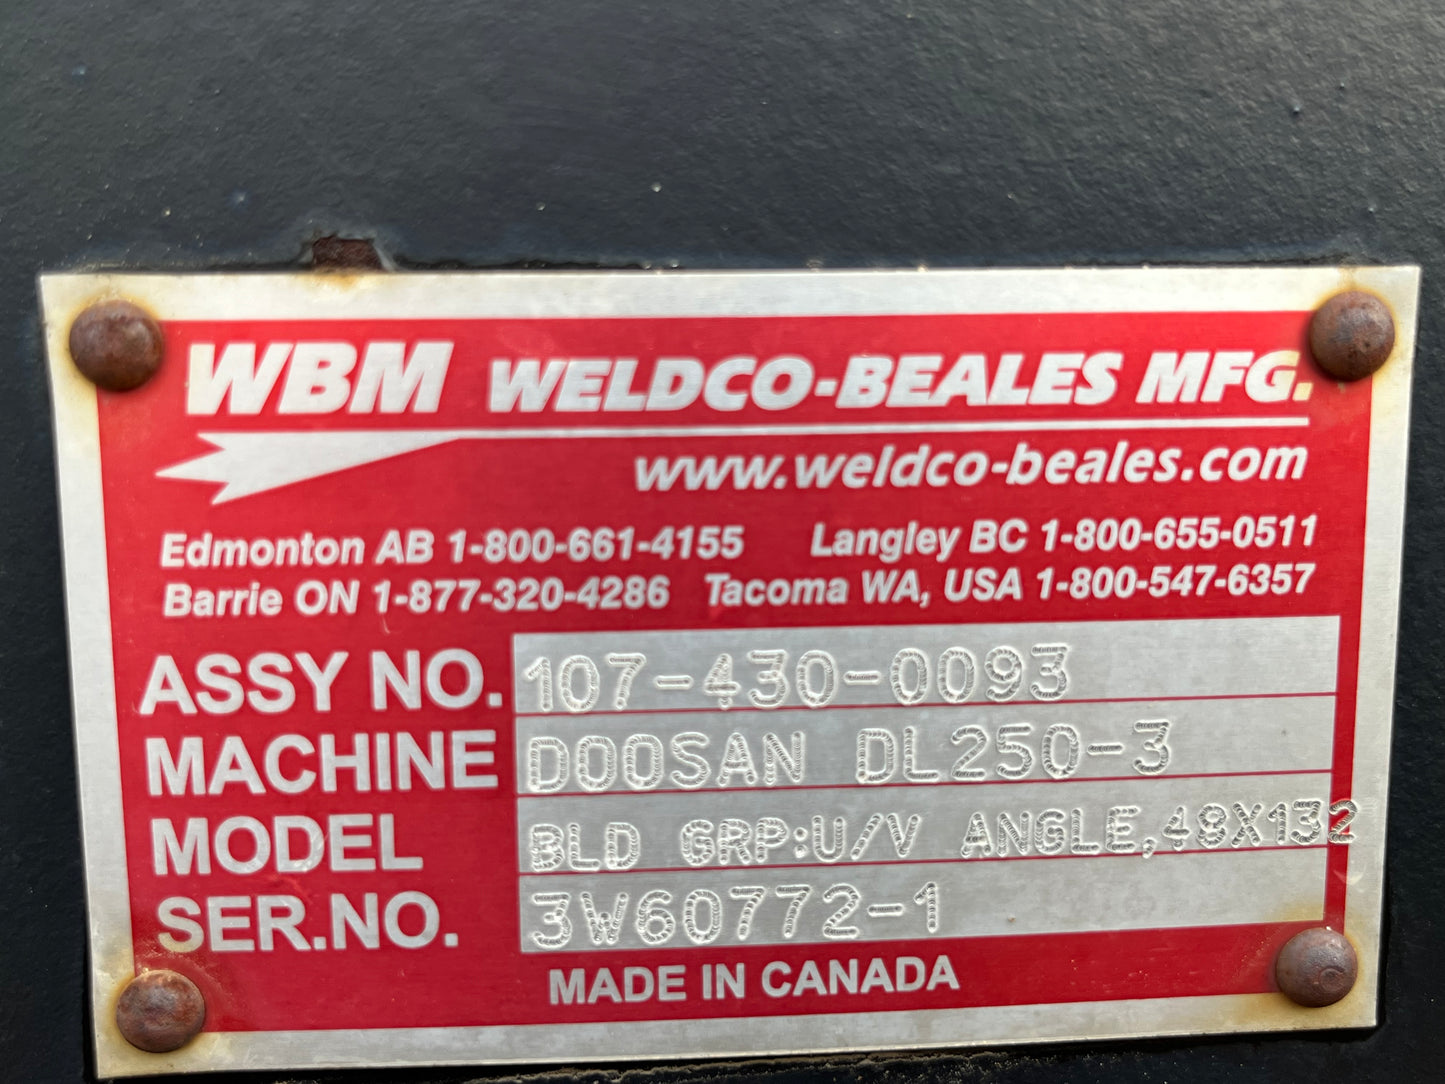 WBM WELDCO-BEALES MFG.
www.weldco-beales.com
Edmonton AB 1-800-661-4155 Langley BC 1-800-655-0511
Barrie ON 1-877-320-4286 Tacoma WA, USA 1-800-547-6357
ASSY NO. 107-430-0093
MACHINE DOOSAN DL250-3
MODEL BLD GRP:U/V ANGLE,48X132
SER.NO. 3W60772-1
MADE IN CANADA